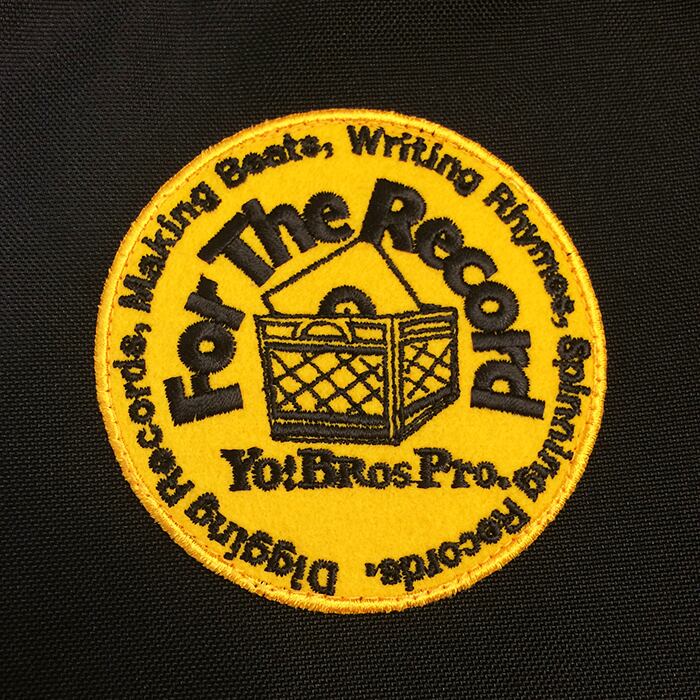 Digging Records, Making Beats, Writing Rhymes, Spinning Records.
For The Record
Yo! Bros Pro.